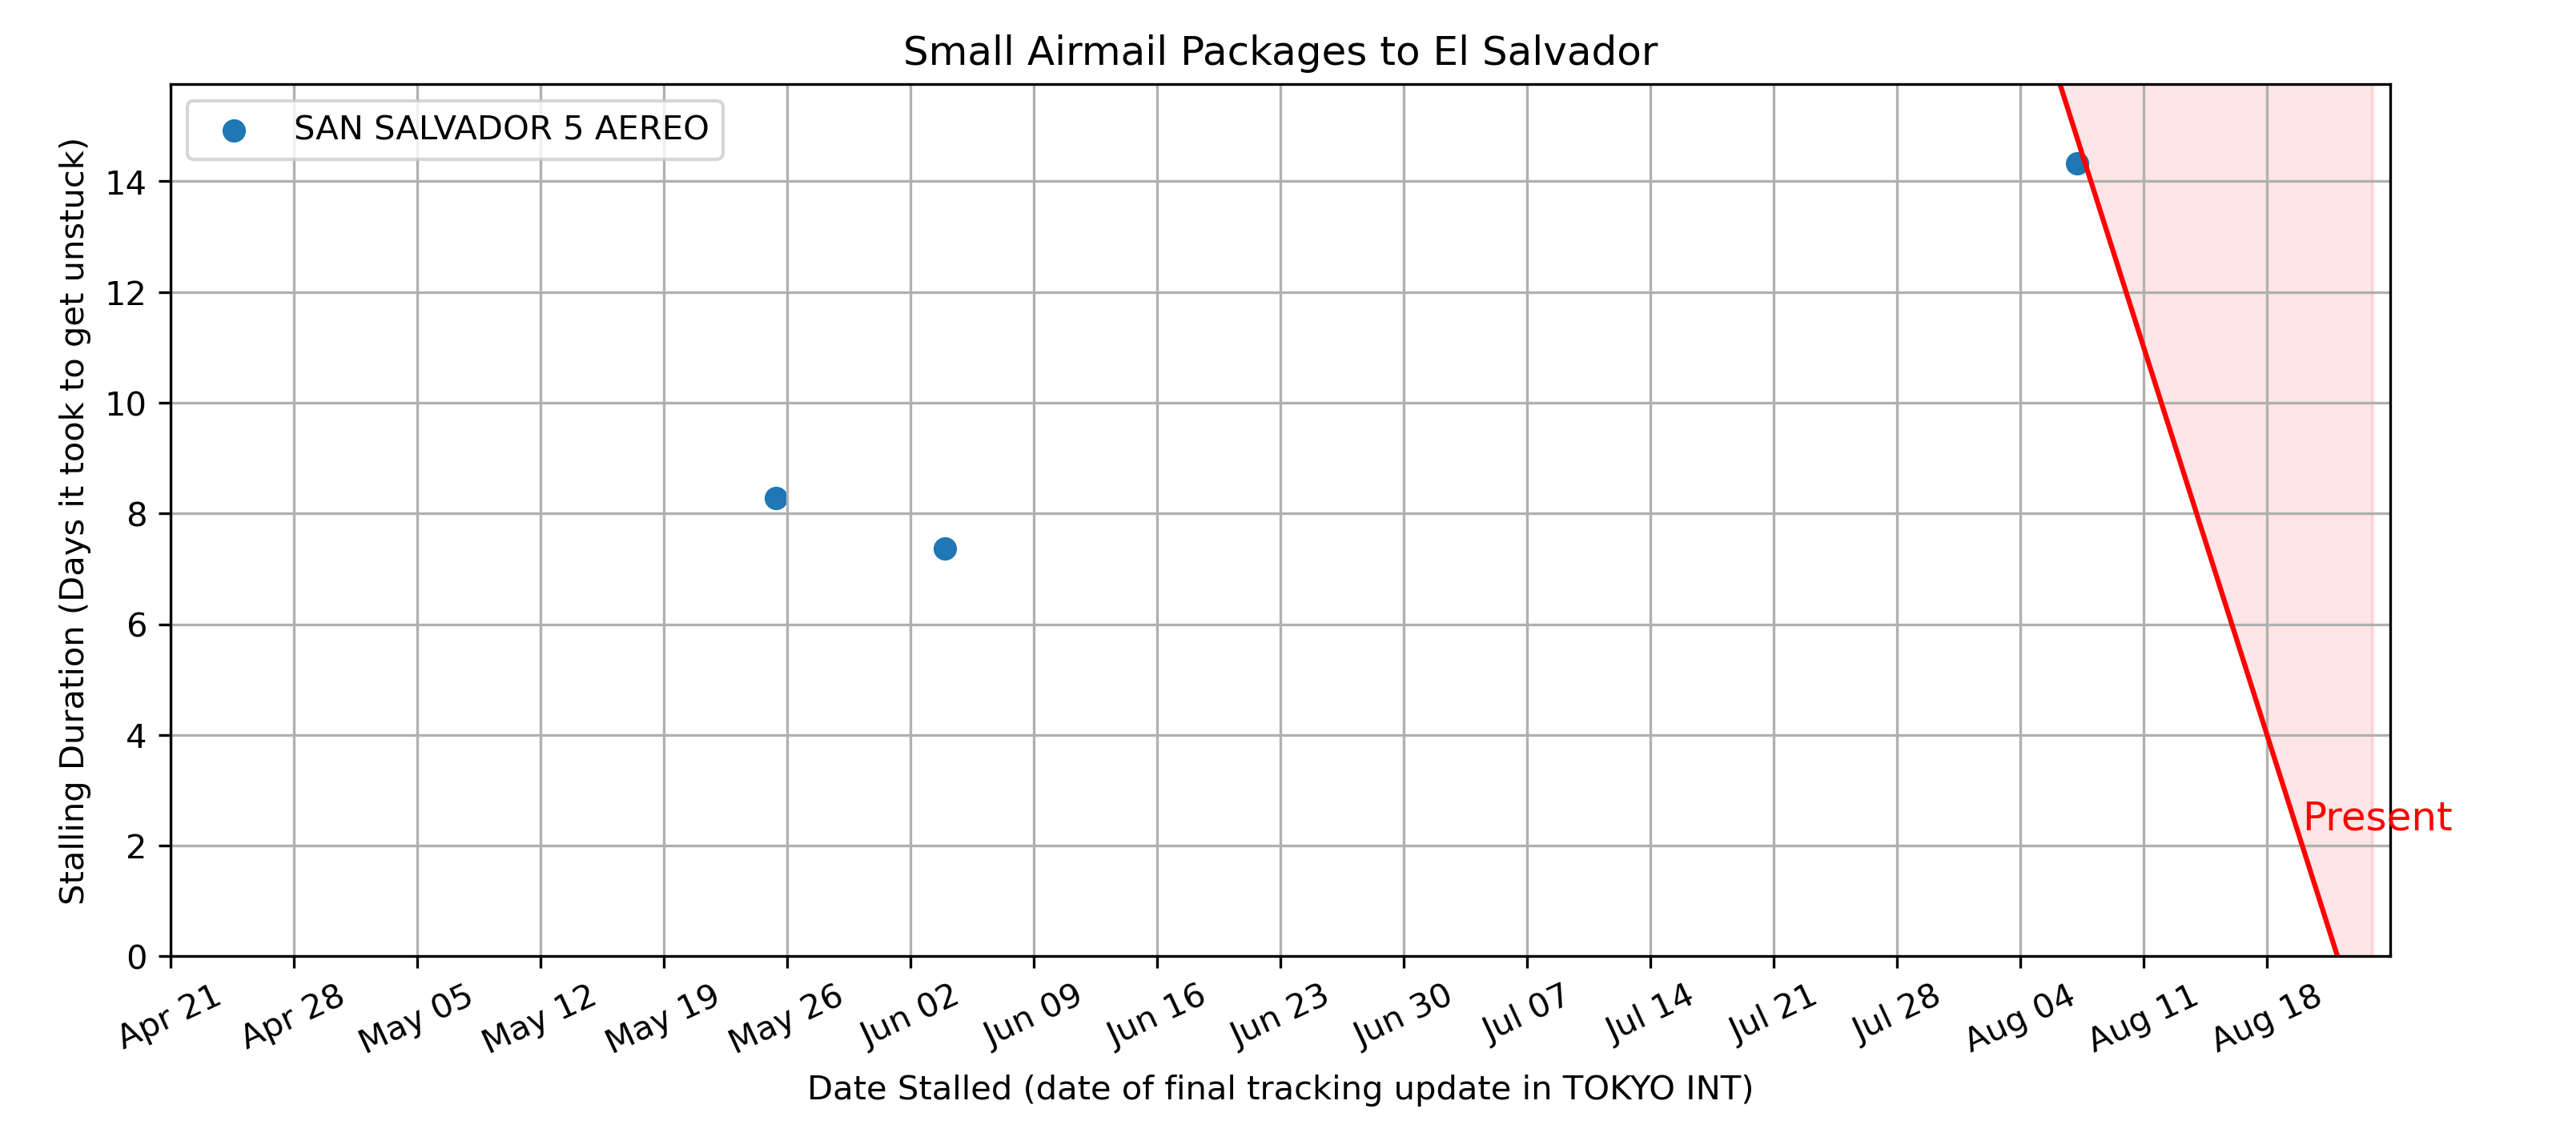 Small Airmail Packages to El Salvador
SAN SALVADOR 5 AEREO
Stalling Duration (Days it took to get unstuck)
14
12
10
8
6
4
2
0
Present
Apr 21
Apr 28
May 05
May 12
May 19
May 26
Jun 02
Jun 09
Jun 16
Jun 23
Jun 30
Jul 07
Jul 14
Jul 21
Jul 28
Aug 04
Aug 11
Aug 18
Date Stalled (date of final tracking update in TOKYO INT)